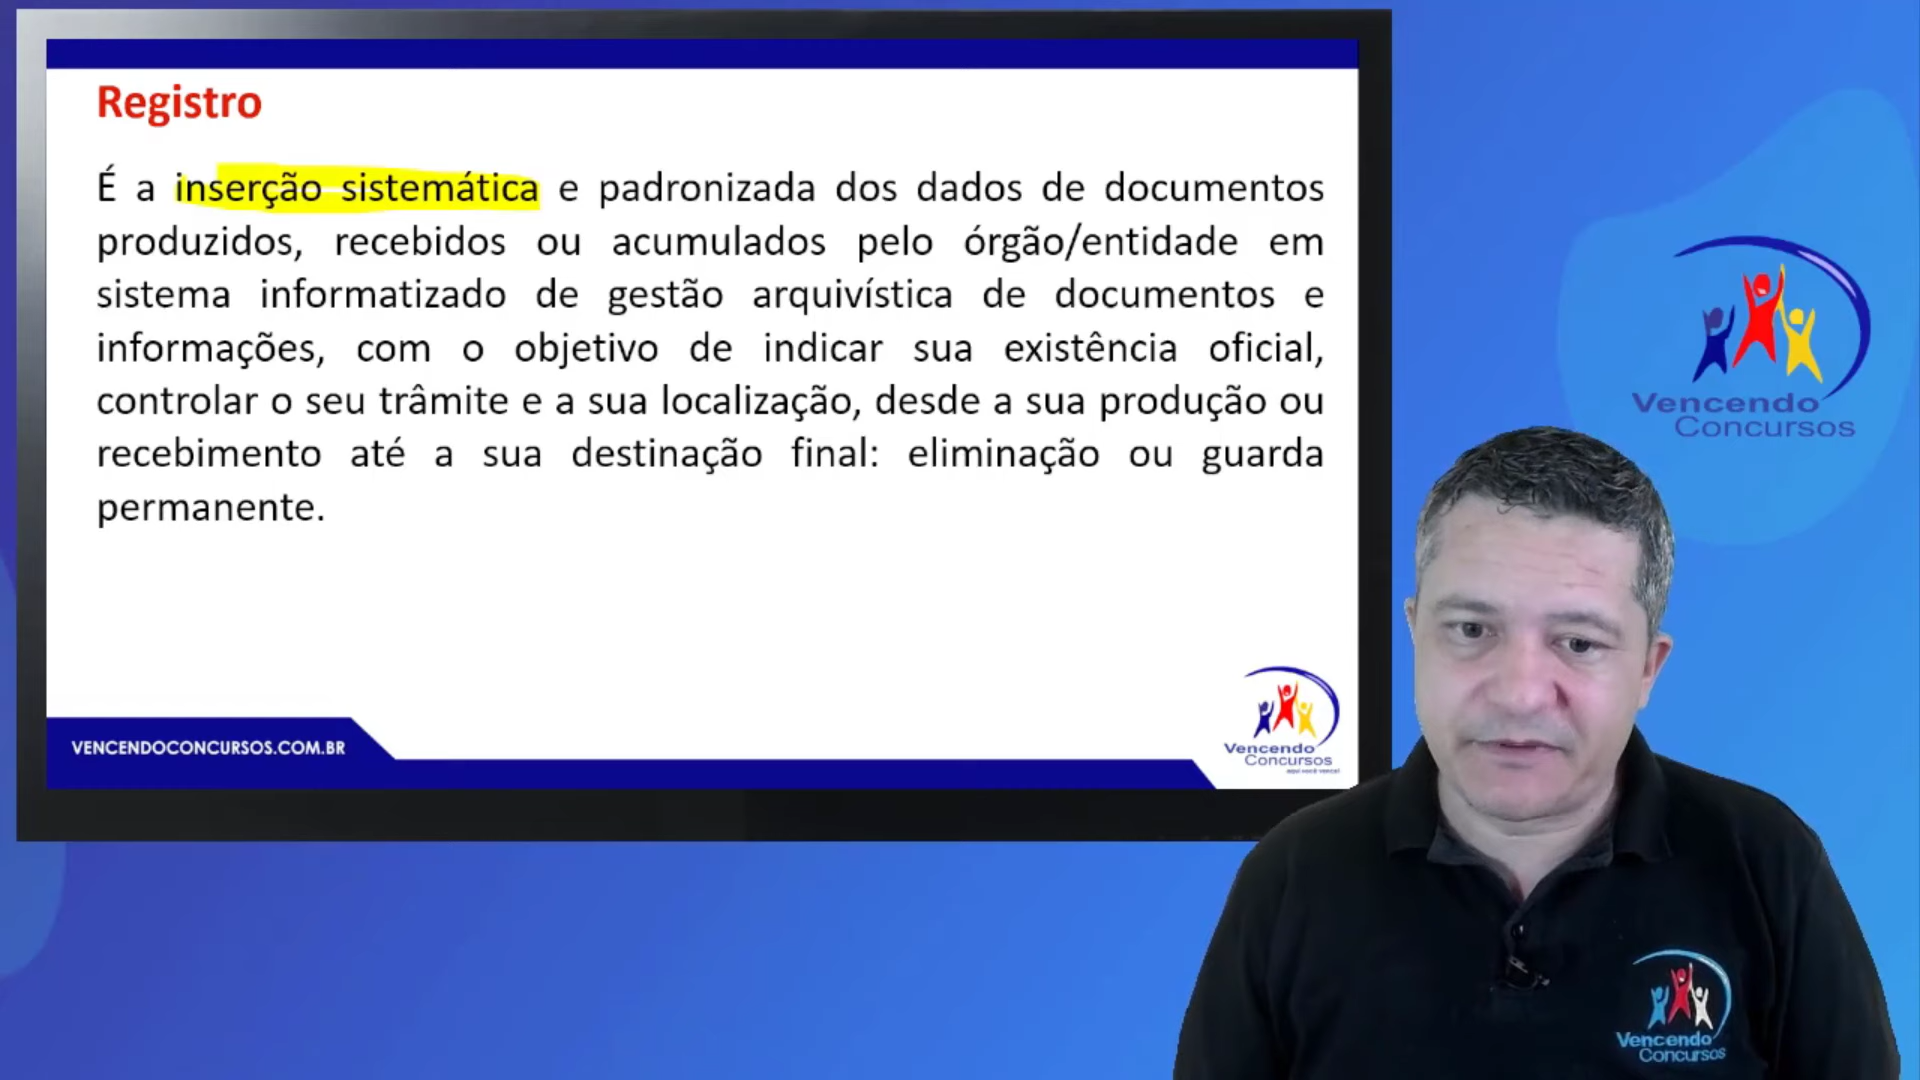 Registro
É a inserção sistemática e padronizada dos dados de documentos
produzidos, recebidos ou acumulados pelo órgão/entidade em
sistema informatizado de gestão arquivística de documentos e
informações, com o objetivo de indicar sua existência oficial,
controlar o seu trâmite e a sua localização, desde a sua produção ou
recebimento até a sua destinação final: eliminação ou guarda
permanente.
VENCENDOCONCURSOS.COM.BR
Vencendo
Concursos
aqui você vence!
Vencendo
Concursos
Vencendo
Concursos